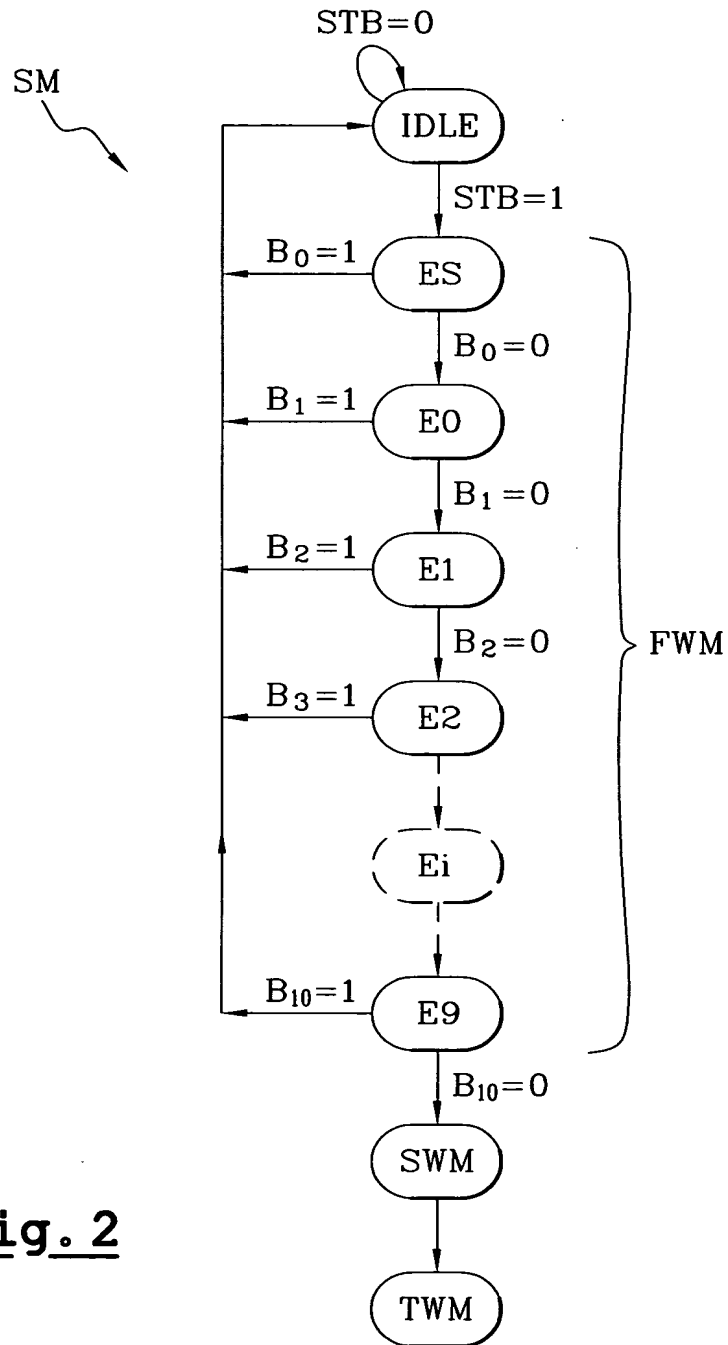 STB=0
SM
IDLE
STB=1
B₀=1
ES
B₀=0
B₁=1
E0
B₁=0
B₂=1
E1
B₂=0
FWM
B₃=1
E2
Ei
B₁₀=1
E9
B₁₀=0
SWM
ig. 2
TWM